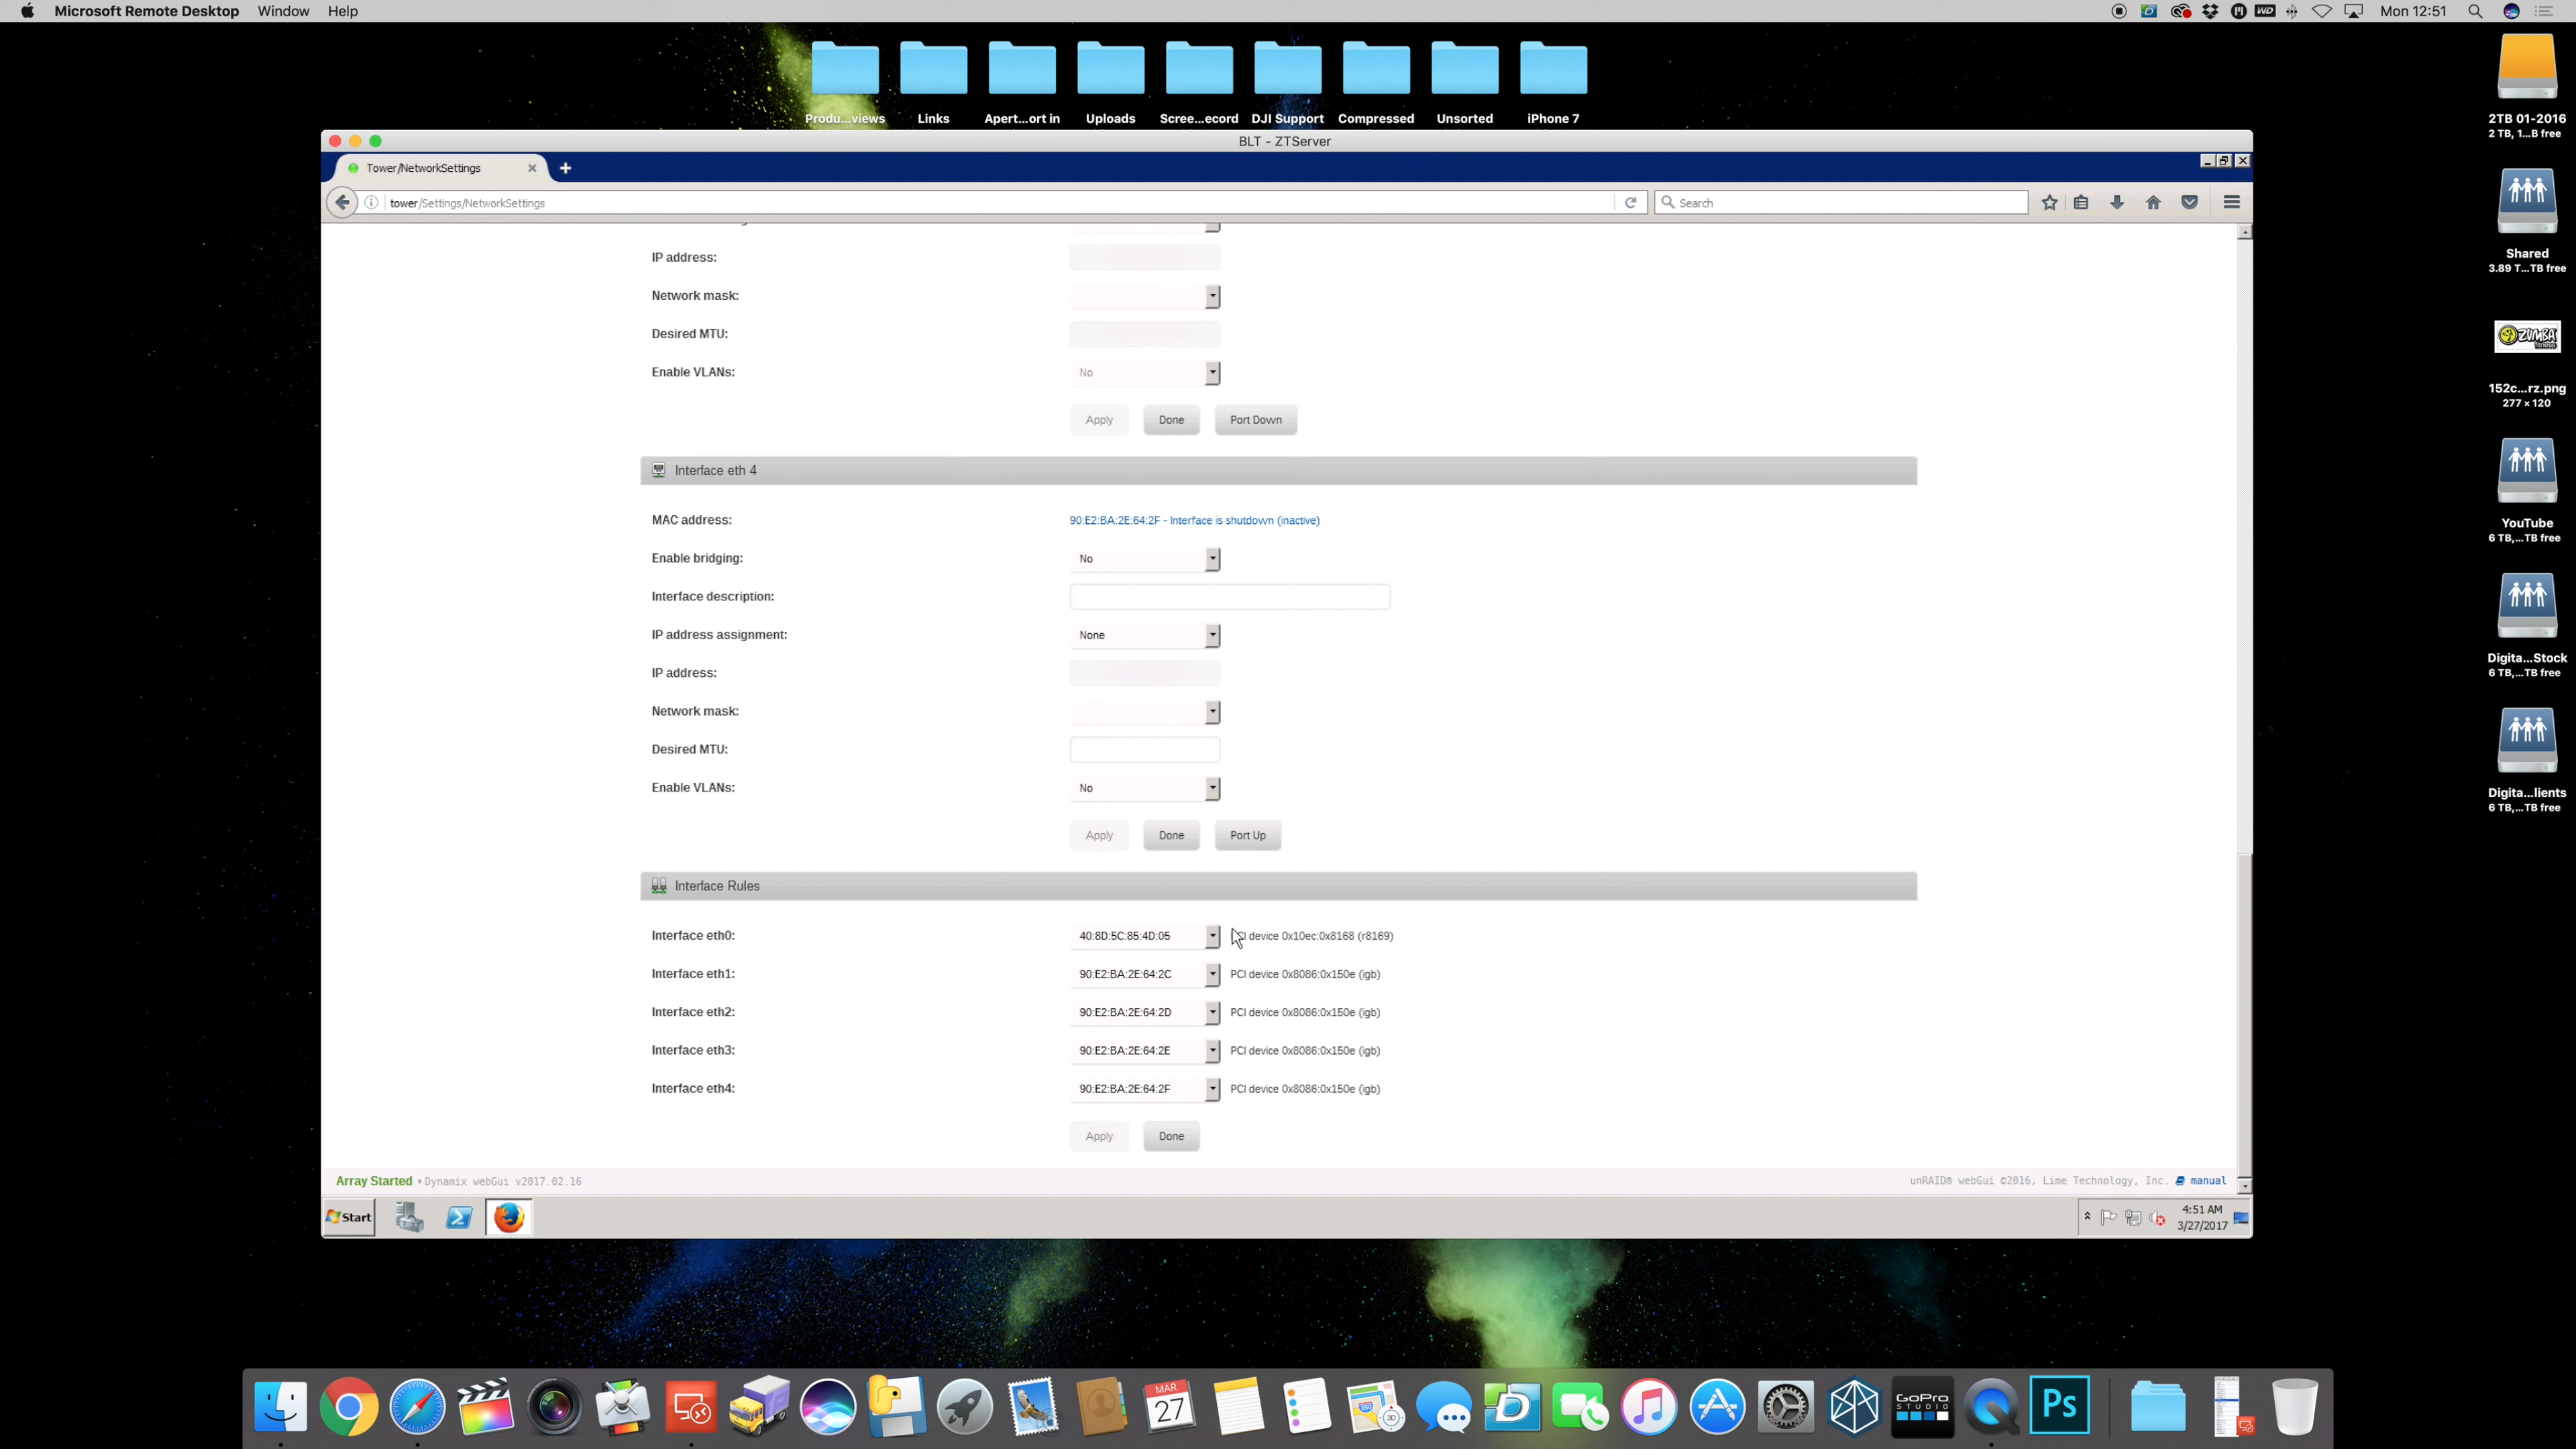 Microsoft Remote Desktop Window Help
WD Mon 12:51
Produ...views Links Apert...ort in Uploads Scree...ecord DJI Support Compressed Unsorted iPhone 7
2TB 01-2016
2 TB, 1...B free
Shared
3.89 T...TB free
ZUMBA
fitness
152c...rz.png
277 × 120
YouTube
6 TB,...TB free
Digita...Stock
6 TB,...TB free
Digita...lients
6 TB,...TB free
BLT - ZTServer
Tower/NetworkSettings
tower/Settings/NetworkSettings
Search
IP address:
Network mask:
Desired MTU:
Enable VLANs: No
Apply Done Port Down
Interface eth 4
MAC address: 90:E2:BA:2E:64:2F - Interface is shutdown (inactive)
Enable bridging: No
Interface description:
IP address assignment: None
IP address:
Network mask:
Desired MTU:
Enable VLANs: No
Apply Done Port Up
Interface Rules
Interface eth0: 40:8D:5C:85:4D:05 PCI device 0x10ec:0x8168 (r8169)
Interface eth1: 90:E2:BA:2E:64:2C PCI device 0x8086:0x150e (igb)
Interface eth2: 90:E2:BA:2E:64:2D PCI device 0x8086:0x150e (igb)
Interface eth3: 90:E2:BA:2E:64:2E PCI device 0x8086:0x150e (igb)
Interface eth4: 90:E2:BA:2E:64:2F PCI device 0x8086:0x150e (igb)
Apply Done
Array Started • Dynamix webGui v2017.02.16
unRAID® webGui ©2016, Lime Technology, Inc. manual
Start
4:51 AM
3/27/2017
MAR
27
3D
GoPro
STUDIO
Ps